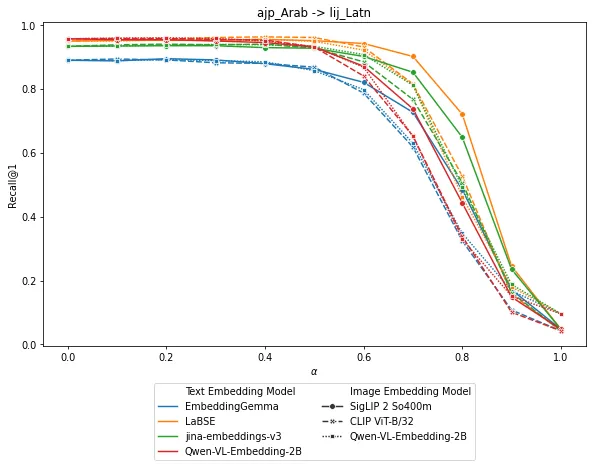 ajp_Arab -> lij_Latn
Recall@1
1.0
0.8
0.6
0.4
0.2
0.0
0.0 0.2 0.4 0.6 0.8 1.0
α
Text Embedding Model
EmbeddingGemma
LaBSE
jina-embeddings-v3
Qwen-VL-Embedding-2B
Image Embedding Model
SigLIP 2 So400m
CLIP ViT-B/32
Qwen-VL-Embedding-2B